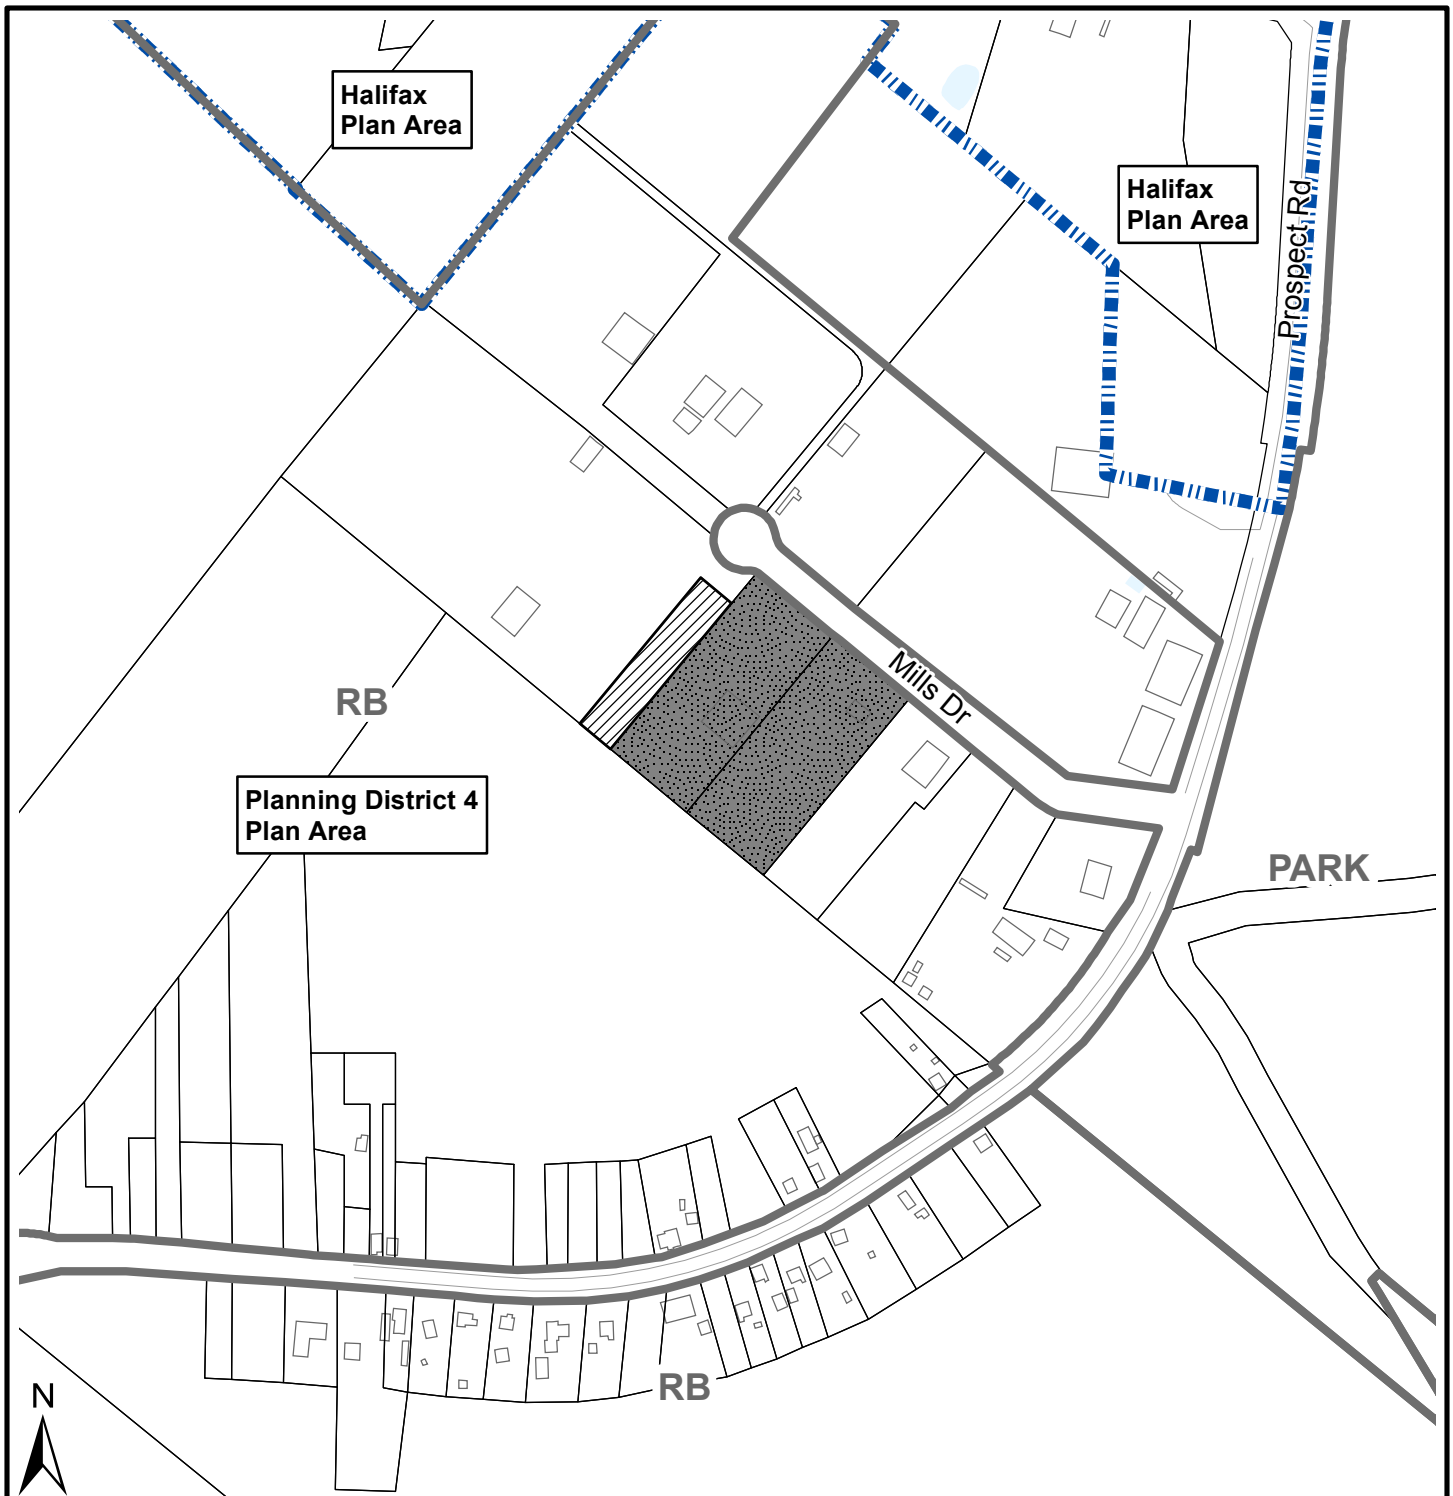 Halifax
Plan Area
Halifax
Plan Area
Prospect Rd
Mills Dr
RB
Planning District 4
Plan Area
PARK
RB
N